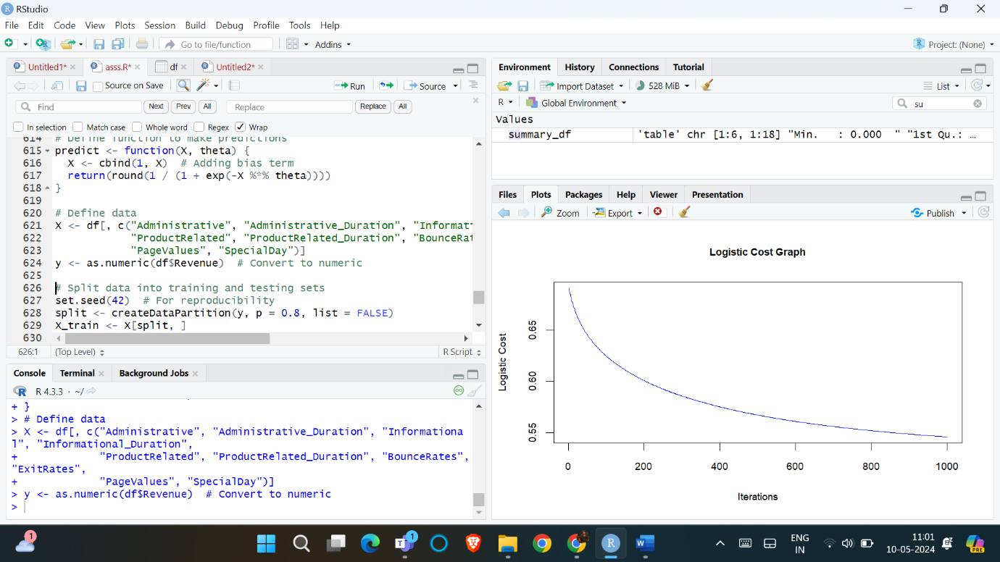 RStudio
File Edit Code View Plots Session Build Debug Profile Tools Help
Go to file/function Addins Project: (None)
Untitled1* asss.R* df Untitled2*
Source on Save Run Source
Find Next Prev All Replace Replace All
In selection Match case Whole word Regex Wrap
614 # Define function to make predictions
615 predict <- function(X, theta) {
616 X <- cbind(1, X) # Adding bias term
617 return(round(1 / (1 + exp(-X %*% theta))))
618 }
619
620 # Define data
621 X <- df[, c("Administrative", "Administrative_Duration", "Informat
622 "ProductRelated", "ProductRelated_Duration", "BounceRat
623 "PageValues", "SpecialDay")]
624 y <- as.numeric(df$Revenue) # Convert to numeric
625
626 # Split data into training and testing sets
627 set.seed(42) # For reproducibility
628 split <- createDataPartition(y, p = 0.8, list = FALSE)
629 X_train <- X[split, ]
630
626:1 (Top Level) R Script
Console Terminal Background Jobs
R 4.3.3 · ~/
+ }
> # Define data
> X <- df[, c("Administrative", "Administrative_Duration", "Informationa
l", "Informational_Duration",
+ "ProductRelated", "ProductRelated_Duration", "BounceRates",
"ExitRates",
+ "PageValues", "SpecialDay")]
> y <- as.numeric(df$Revenue) # Convert to numeric
>
Environment History Connections Tutorial
Import Dataset 528 MiB List
R Global Environment su
Values
summary_df 'table' chr [1:6, 1:18] "Min. : 0.000 " "1st Qu.: …
Files Plots Packages Help Viewer Presentation
Zoom Export Publish
Logistic Cost Graph
Logistic Cost
0.65
0.60
0.55
0 200 400 600 800 1000
Iterations
1
1
ENG
IN
11:01
10-05-2024
PRE